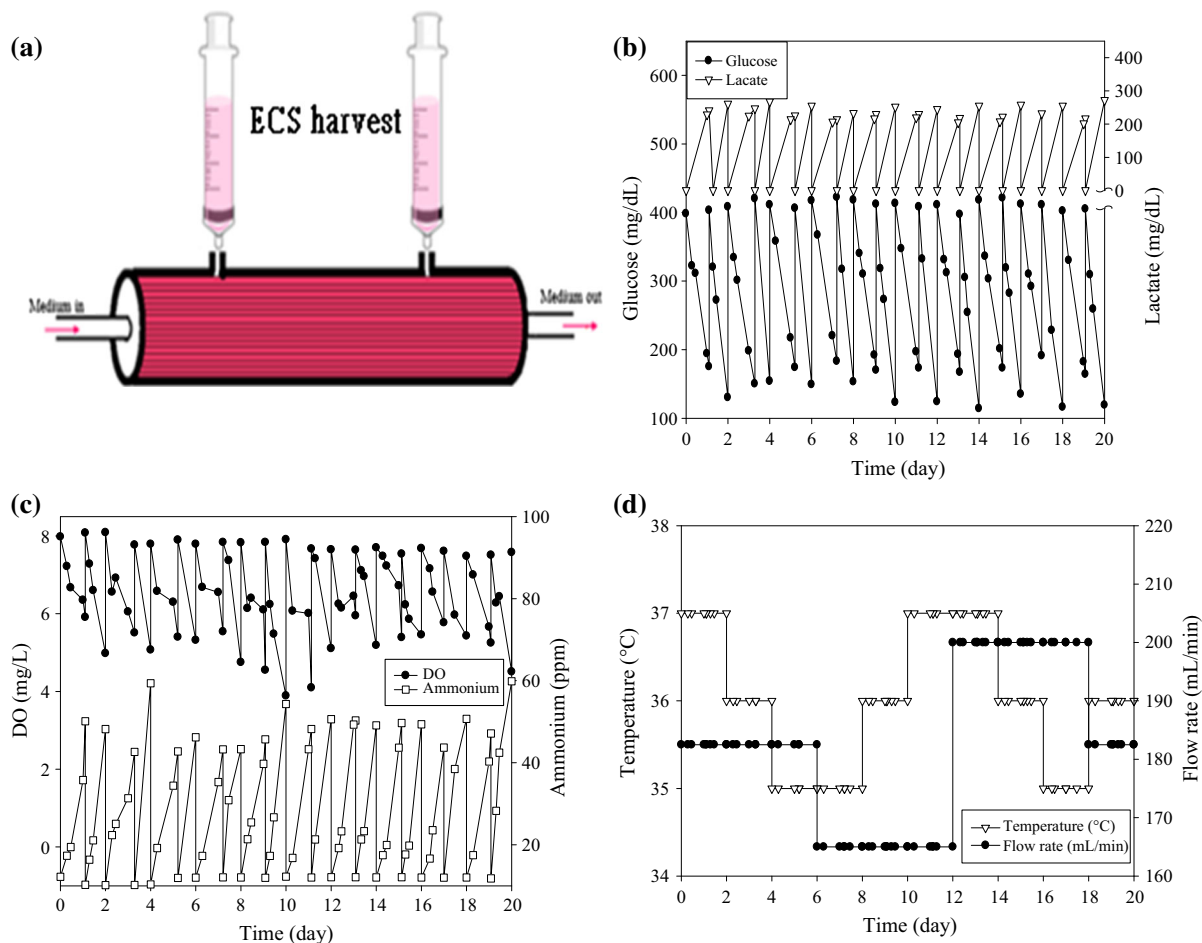 (a)
ECS harvest
Medium in
Medium out
(b)
Glucose
Lacate
Glucose (mg/dL)
600
500
400
300
200
100
Lactate (mg/dL)
400
300
200
100
0
0 2 4 6 8 10 12 14 16 18 20
Time (day)
(c)
DO (mg/L)
8
6
4
2
0
DO
Ammonium
Ammonium (ppm)
100
80
60
40
20
0 2 4 6 8 10 12 14 16 18 20
Time (day)
(d)
Temperature (°C)
38
37
36
35
34
Flow rate (mL/min)
220
210
200
190
180
170
160
Temperature (°C)
Flow rate (mL/min)
0 2 4 6 8 10 12 14 16 18 20
Time (day)